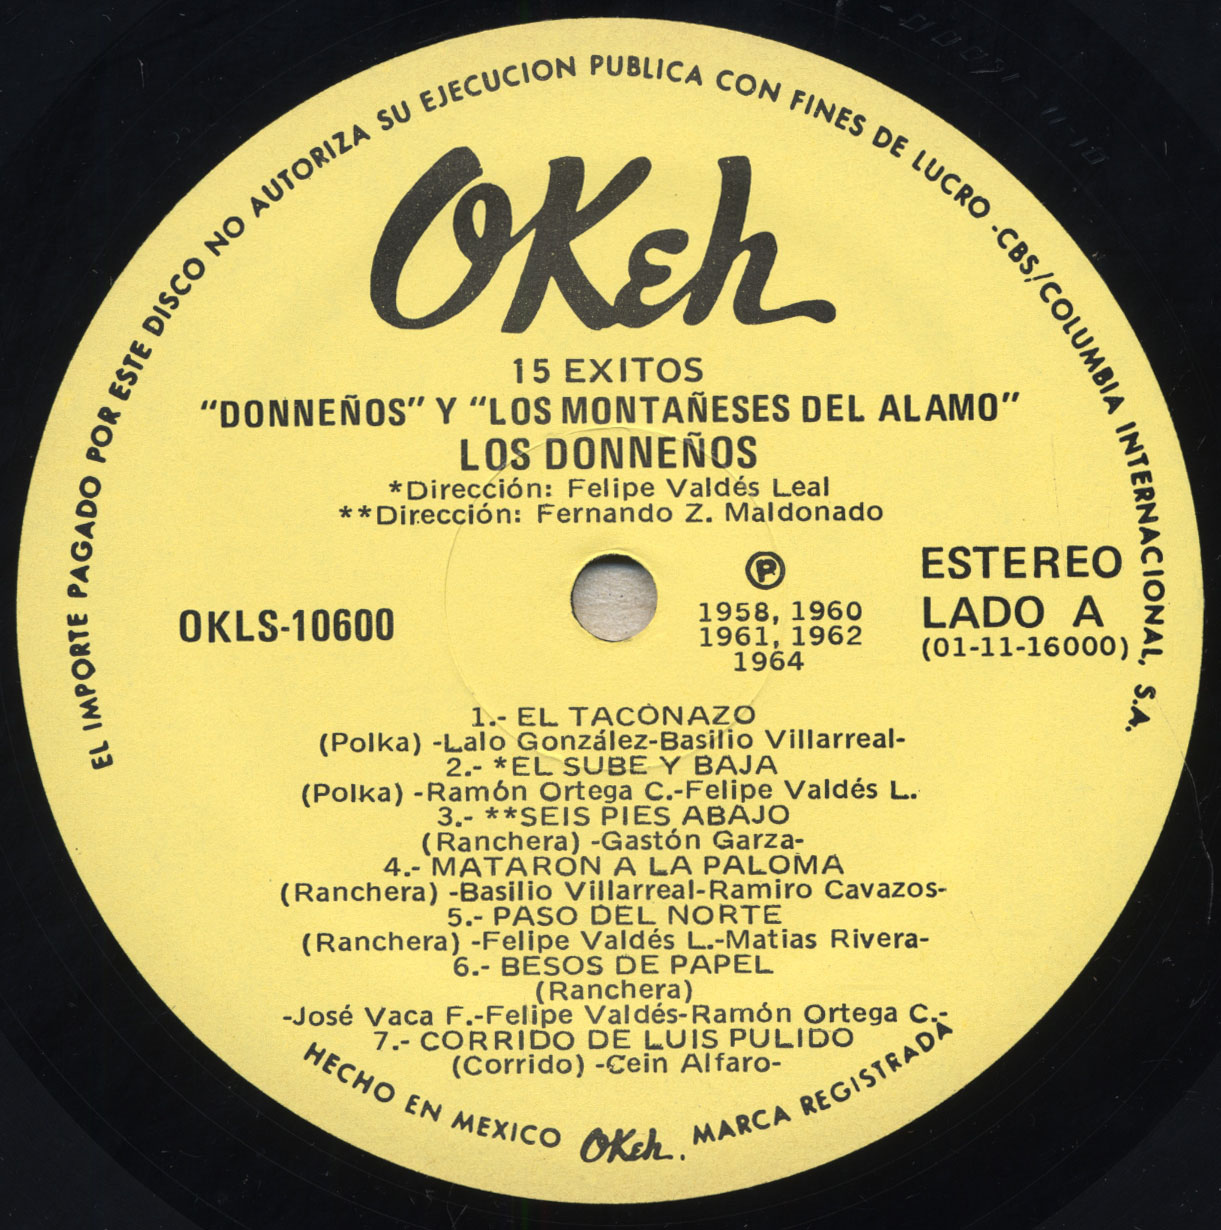 EL IMPORTE PAGADO POR ESTE DISCO NO AUTORIZA SU EJECUCION PUBLICA CON FINES DE LUCRO -CBS/COLUMBIA INTERNACIONAL, S.A.
OKeh
15 EXITOS
"DONNEÑOS" Y "LOS MONTAÑESES DEL ALAMO"
LOS DONNEÑOS
*Dirección: Felipe Valdés Leal
**Dirección: Fernando Z. Maldonado
OKLS-10600
Ⓟ
1958, 1960
1961, 1962
1964
ESTEREO
LADO A
(01-11-16000)
1.- EL TACONAZO
(Polka) -Lalo González-Basilio Villarreal-
2.- *EL SUBE Y BAJA
(Polka) -Ramón Ortega C.-Felipe Valdés L.
3.- **SEIS PIES ABAJO
(Ranchera) -Gastón Garza-
4.- MATARON A LA PALOMA
(Ranchera) -Basilio Villarreal-Ramiro Cavazos-
5.- PASO DEL NORTE
(Ranchera) -Felipe Valdés L.-Matias Rivera-
6.- BESOS DE PAPEL
(Ranchera)
-José Vaca F.-Felipe Valdés-Ramón Ortega C.-
7.- CORRIDO DE LUIS PULIDO
(Corrido) -Cein Alfaro-
HECHO EN MEXICO OKeh. MARCA REGISTRADA